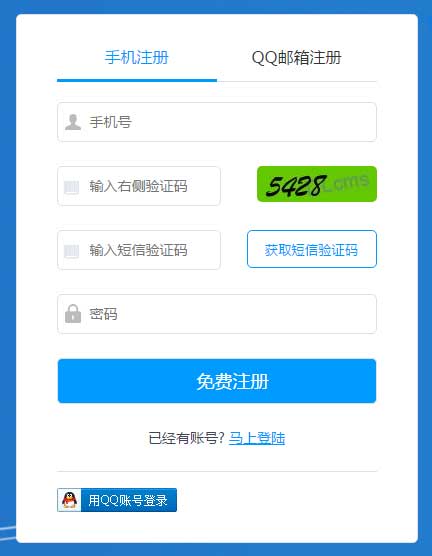 手机注册 QQ邮箱注册
手机号
输入右侧验证码 5428 Lcms
输入短信验证码 获取短信验证码
密码
免费注册
已经有账号? 马上登陆
用QQ账号登录